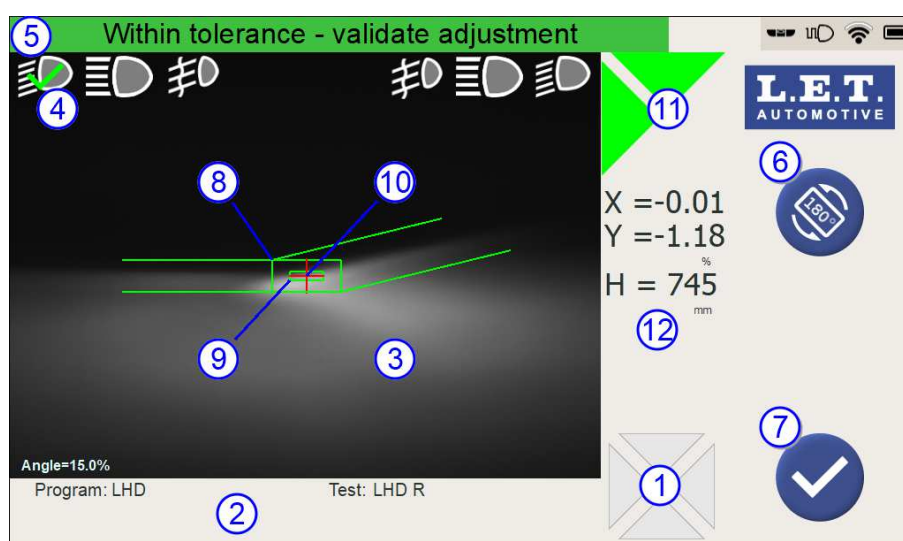 5
Within tolerance - validate adjustment
4
11
L.E.T.
AUTOMOTIVE
6
180°
8
10
X =-0.01
Y =-1.18
%
H = 745
mm
12
9
3
7
Angle=15.0%
Program: LHD
Test: LHD R
2
1